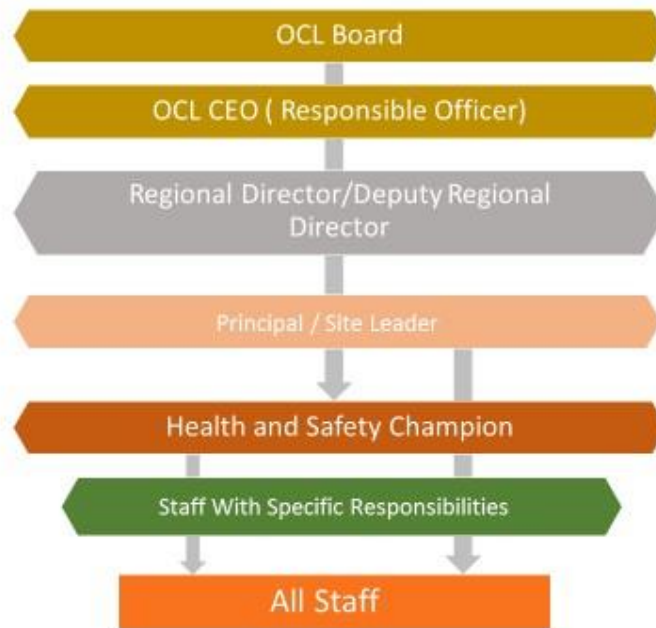 OCL Board
OCL CEO ( Responsible Officer)
Regional Director/Deputy Regional
Director
Principal / Site Leader
Health and Safety Champion
Staff With Specific Responsibilities
All Staff